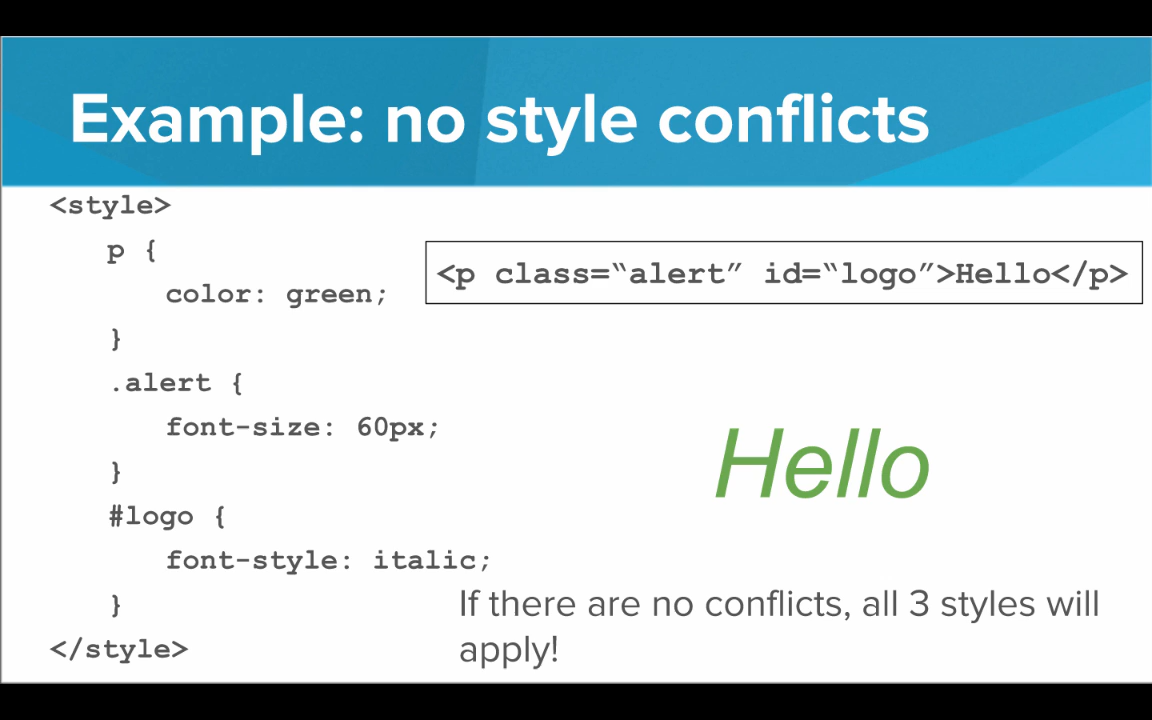 Example: no style conflicts
<style>
p {
color: green;
}
.alert {
font-size: 60px;
}
#logo {
font-style: italic;
}
</style>
<p class=“alert” id=“logo”>Hello</p>
Hello
If there are no conflicts, all 3 styles will
apply!